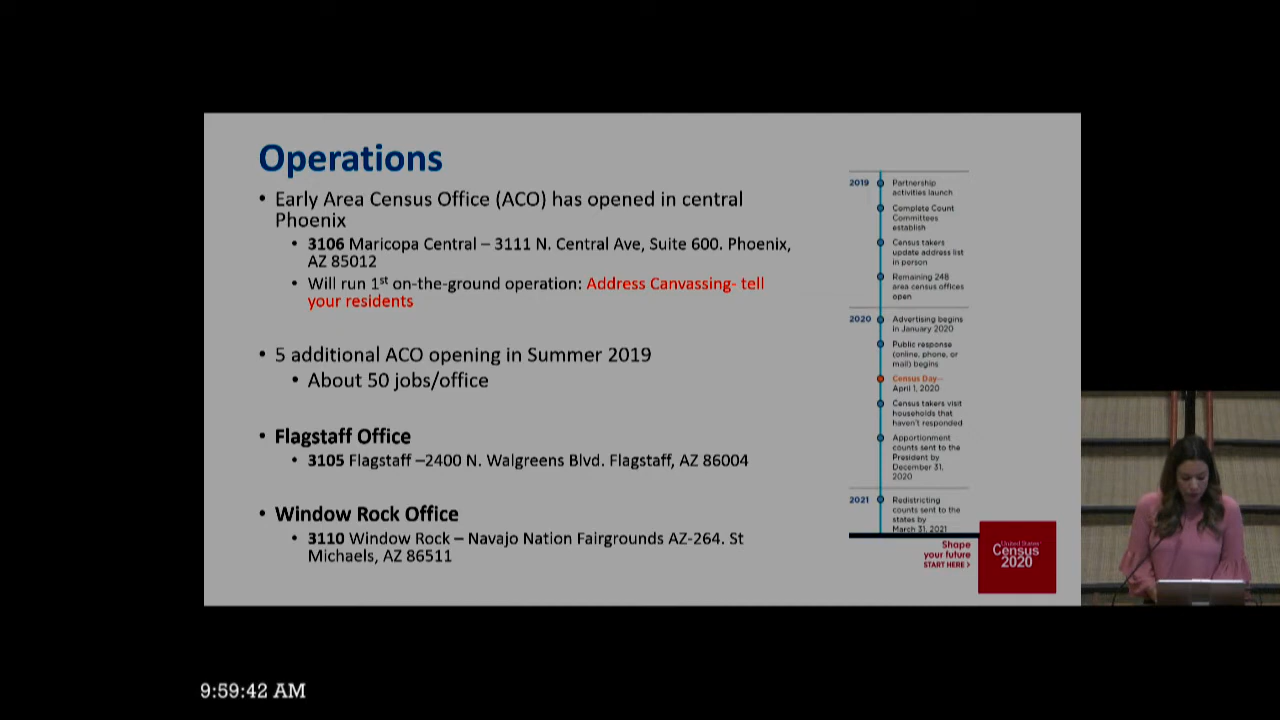 Operations
• Early Area Census Office (ACO) has opened in central
Phoenix
• 3106 Maricopa Central – 3111 N. Central Ave, Suite 600. Phoenix,
AZ 85012
• Will run 1st on-the-ground operation: Address Canvassing- tell
your residents
• 5 additional ACO opening in Summer 2019
• About 50 jobs/office
• Flagstaff Office
• 3105 Flagstaff –2400 N. Walgreens Blvd. Flagstaff, AZ 86004
• Window Rock Office
• 3110 Window Rock – Navajo Nation Fairgrounds AZ-264. St
Michaels, AZ 86511
2019
Partnership
activities launch
Complete Count
Committees
establish
Census takers
update address list
in person
Remaining 248
area census offices
open
2020
Advertising begins
in January 2020
Public response
(online, phone, or
mail) begins
Census Day–
April 1, 2020
Census takers visit
households that
haven't responded
Apportionment
counts sent to the
President by
December 31,
2020
2021
Redistricting
counts sent to the
states by
March 31, 2021
Shape
your future
START HERE >
United States
Census
2020
9:59:42 AM